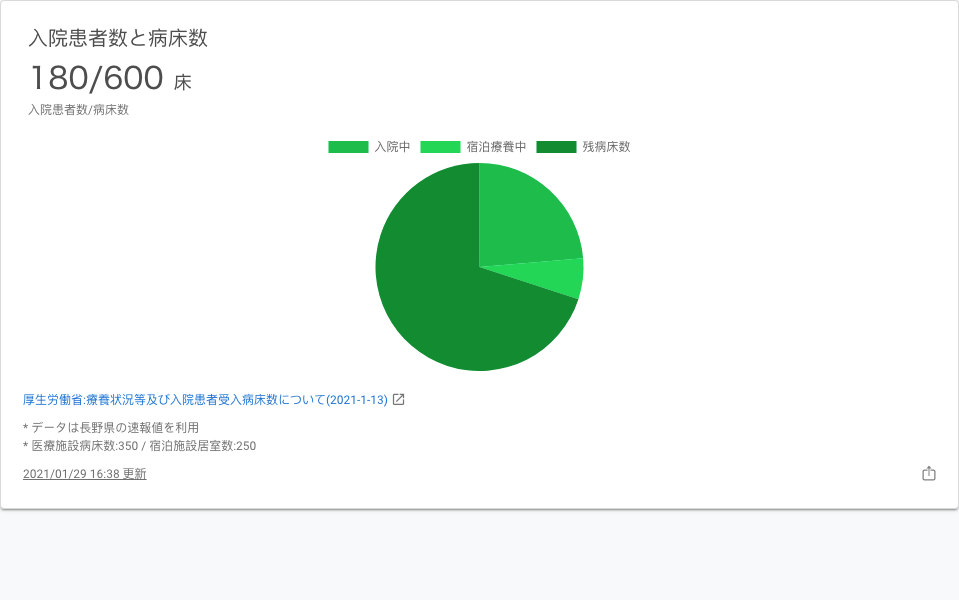 入院患者数と病床数
180/600 床
入院患者数/病床数
入院中 宿泊療養中 残病床数
厚生労働省:療養状況等及び入院患者受入病床数について(2021-1-13)
* データは長野県の速報値を利用
* 医療施設病床数:350 / 宿泊施設居室数:250
2021/01/29 16:38 更新